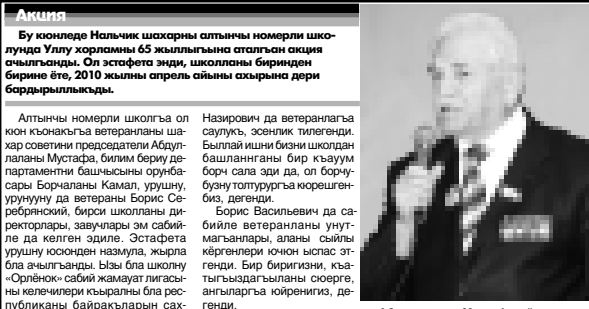 Акция
Бу кюнледе Нальчик шахарны алтынчы номерли шко-
лунда Уллу хорламны 65 жыллыгъына аталгъан акция
ачылгъанды. Ол эстафета энди, школланы биринден
бирине ёте, 2010 жылны апрель айыны ахырына дери
бардырыллыкъды.
Алтынчы номерли школгъа ол
кюн къонакъгъа ветеранланы ша-
хар советини председатели Абдул-
лаланы Мустафа, билим бериу де-
партаментни башчысыны орунба-
сары Борчаланы Камал, урушну,
урунууну да ветераны Борис Се-
ребрянский, бирси школланы ди-
ректорлары, завучлары эм сабий-
ле да келген эдиле. Эстафета
урушну юсюнден назмула, жырла
бла ачылгъанды. Ызы бла школну
«Орлёнок» сабий жамауат лигасы-
ны келечилери къыралны бла рес-
публиканы байракъларын сах-
Назирович да ветеранлагъа
саулукъ, эсенлик тилегенди.
Быллай ишни бизни школдан
башланнганы бир къауум
борч сала эди да, ол борчу-
бузну толтурургъа кюрешген-
биз, дегенди.
Борис Васильевич да са-
бийле ветеранланы унут-
магъанлары, аланы сыйлы
кёргенлери ючюн ыспас эт-
генди. Бир биригизни, къа-
тыгъыздагъыланы сюерге,
ангыларгъа юйренигиз, де-
генди.